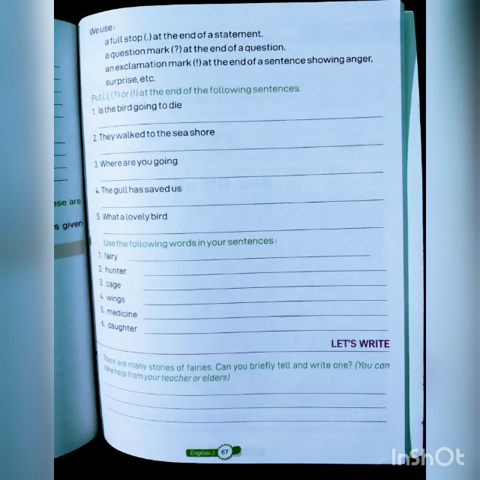 ese are
s given
We use:
a full stop (.) at the end of a statement.
a question mark (?) at the end of a question.
an exclamation mark (!) at the end of a sentence showing anger,
surprise, etc.
Put (.), (?) or (!) at the end of the following sentences.
1. Is the bird going to die
2. They walked to the sea shore
3. Where are you going
4. The gull has saved us
5. What a lovely bird
Use the following words in your sentences:
1. fairy
2. hunter
3. cage
4. wings
5. medicine
6. daughter
LET'S WRITE
There are many stories of fairies. Can you briefly tell and write one? (You can
take help from your teacher or elders)
English-3 67
InShOt